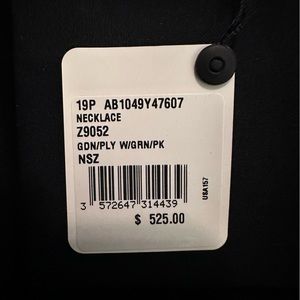 19P AB1049Y47607
NECKLACE
Z9052
GDN/PLY W/GRN/PK
NSZ
USA157
3 572647 314439
$ 525.00